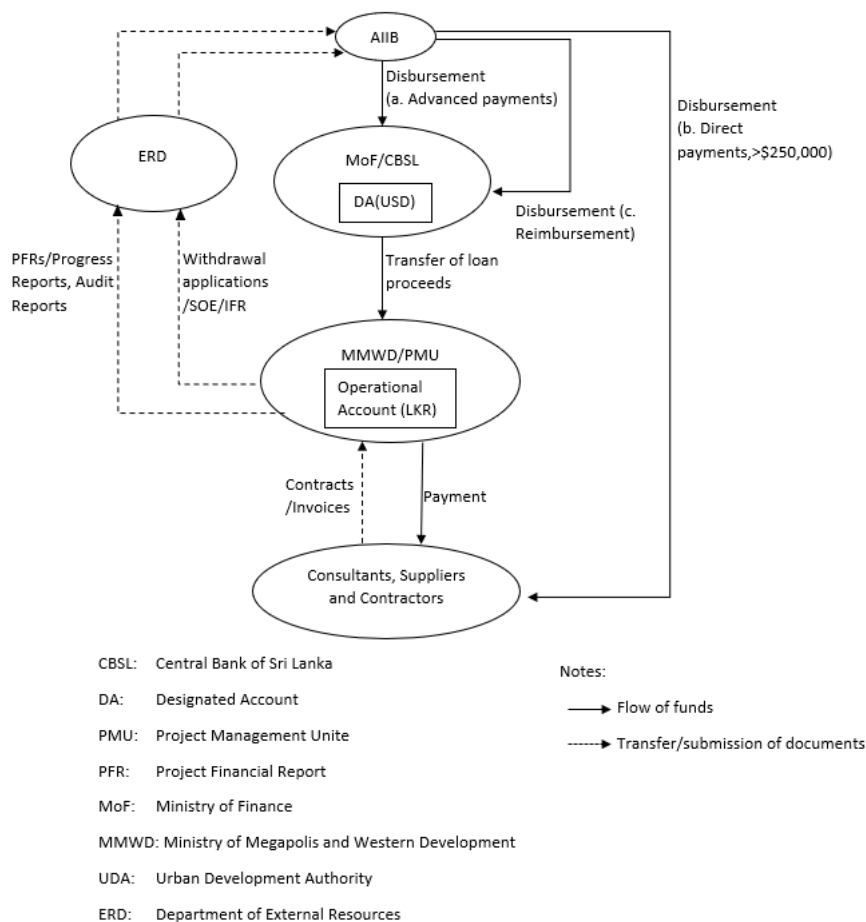 AIIB
Disbursement
(a. Advanced payments)
Disbursement
(b. Direct
payments,>$250,000)
ERD
MoF/CBSL
DA(USD)
Disbursement (c.
Reimbursement)
PFRs/Progress
Reports, Audit
Reports
Withdrawal
applications
/SOE/IFR
Transfer of loan
proceeds
MMWD/PMU
Operational
Account (LKR)
Contracts
/Invoices
Payment
Consultants, Suppliers
and Contractors
CBSL: Central Bank of Sri Lanka
DA: Designated Account
PMU: Project Management Unite
PFR: Project Financial Report
MoF: Ministry of Finance
MMWD: Ministry of Megapolis and Western Development
UDA: Urban Development Authority
ERD: Department of External Resources
Notes:
Flow of funds
Transfer/submission of documents